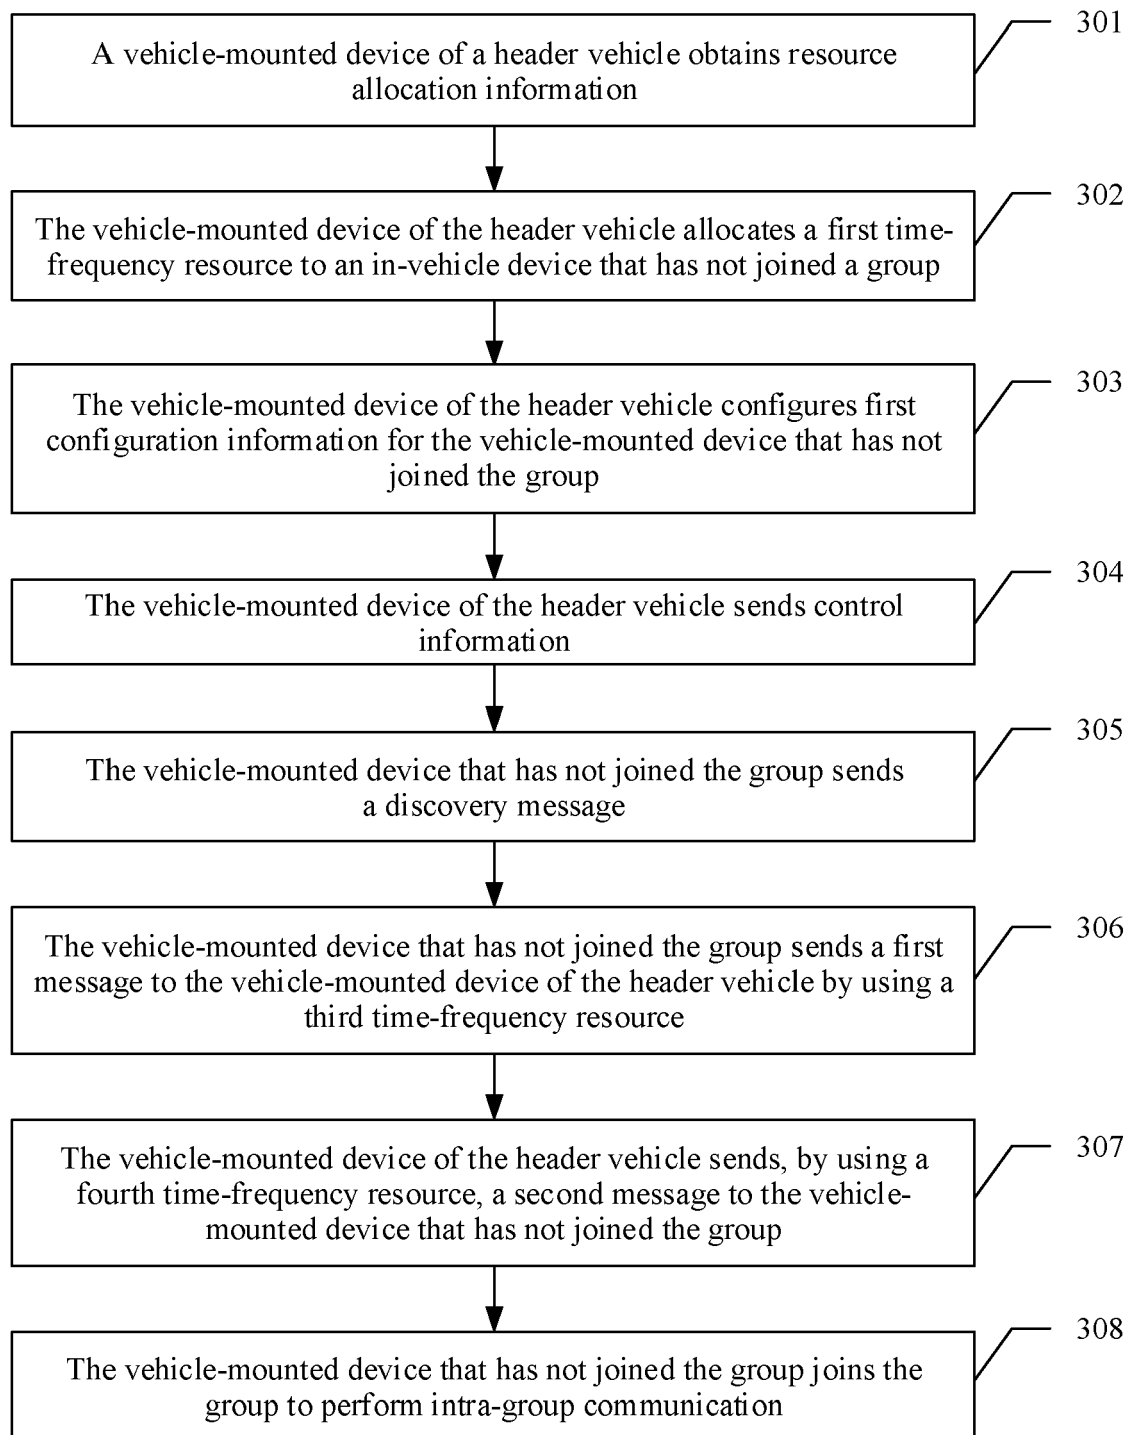 301
A vehicle-mounted device of a header vehicle obtains resource
allocation information
302
The vehicle-mounted device of the header vehicle allocates a first time-
frequency resource to an in-vehicle device that has not joined a group
303
The vehicle-mounted device of the header vehicle configures first
configuration information for the vehicle-mounted device that has not
joined the group
304
The vehicle-mounted device of the header vehicle sends control
information
305
The vehicle-mounted device that has not joined the group sends
a discovery message
306
The vehicle-mounted device that has not joined the group sends a first
message to the vehicle-mounted device of the header vehicle by using a
third time-frequency resource
307
The vehicle-mounted device of the header vehicle sends, by using a
fourth time-frequency resource, a second message to the vehicle-
mounted device that has not joined the group
308
The vehicle-mounted device that has not joined the group joins the
group to perform intra-group communication